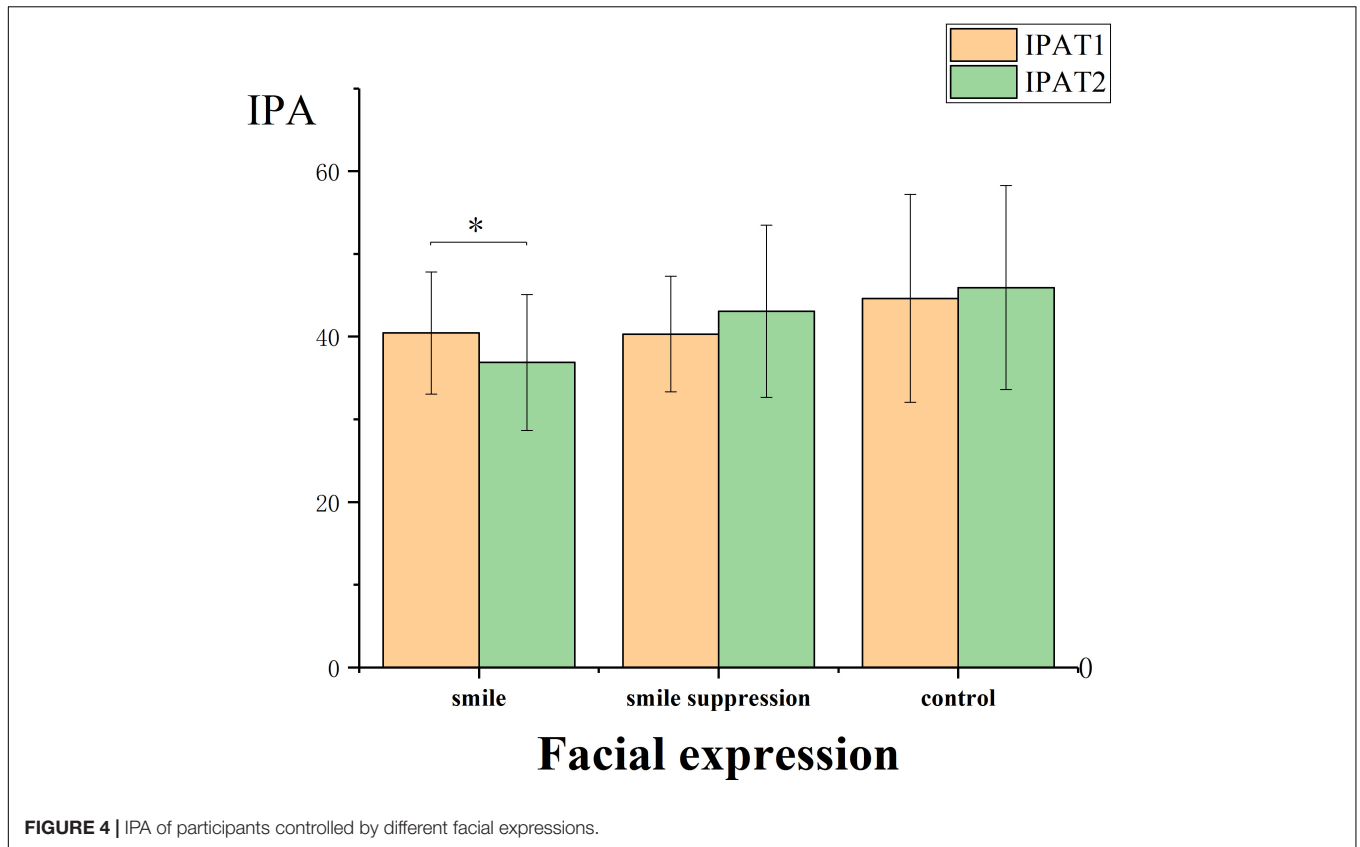 IPAT1
IPAT2
IPA
60
*
40
20
0
0
smile smile suppression control
Facial expression
FIGURE 4 | IPA of participants controlled by different facial expressions.